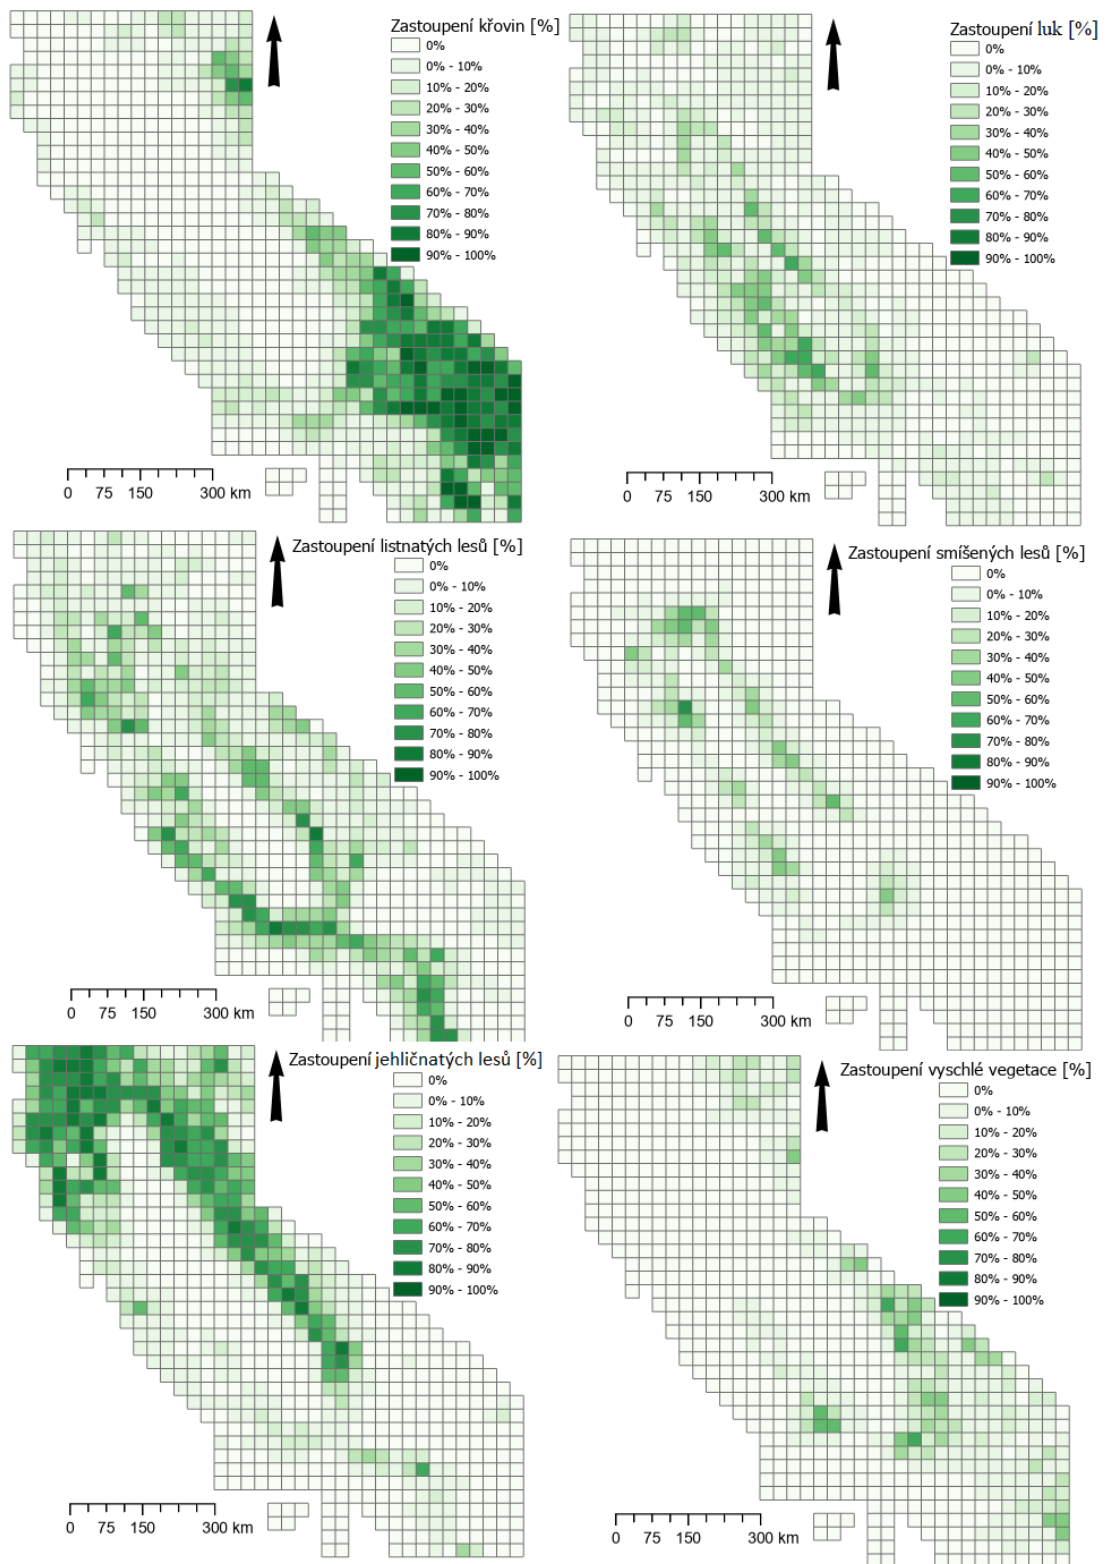 Zastoupení křovin [%]
0%
0% - 10%
10% - 20%
20% - 30%
30% - 40%
40% - 50%
50% - 60%
60% - 70%
70% - 80%
80% - 90%
90% - 100%
0 75 150 300 km
Zastoupení luk [%]
0%
0% - 10%
10% - 20%
20% - 30%
30% - 40%
40% - 50%
50% - 60%
60% - 70%
70% - 80%
80% - 90%
90% - 100%
0 75 150 300 km
Zastoupení listnatých lesů [%]
0%
0% - 10%
10% - 20%
20% - 30%
30% - 40%
40% - 50%
50% - 60%
60% - 70%
70% - 80%
80% - 90%
90% - 100%
0 75 150 300 km
Zastoupení smíšených lesů [%]
0%
0% - 10%
10% - 20%
20% - 30%
30% - 40%
40% - 50%
50% - 60%
60% - 70%
70% - 80%
80% - 90%
90% - 100%
0 75 150 300 km
Zastoupení jehličnatých lesů [%]
0%
0% - 10%
10% - 20%
20% - 30%
30% - 40%
40% - 50%
50% - 60%
60% - 70%
70% - 80%
80% - 90%
90% - 100%
0 75 150 300 km
Zastoupení vyschlé vegetace [%]
0%
0% - 10%
10% - 20%
20% - 30%
30% - 40%
40% - 50%
50% - 60%
60% - 70%
70% - 80%
80% - 90%
90% - 100%
0 75 150 300 km